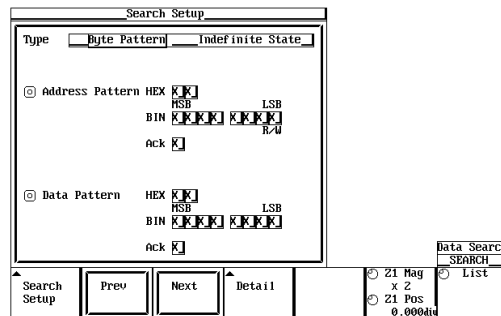 Search Setup
Type Byte Pattern Indefinite State
Address Pattern HEX X X
MSB LSB
BIN X X X X X X X X
R/W
Ack X
Data Pattern HEX X X
MSB LSB
BIN X X X X X X X X
Ack X
Data Searc
SEARCH
Search Setup
Prev
Next
Detail
Z1 Mag
x 2
Z1 Pos
0.000div
List